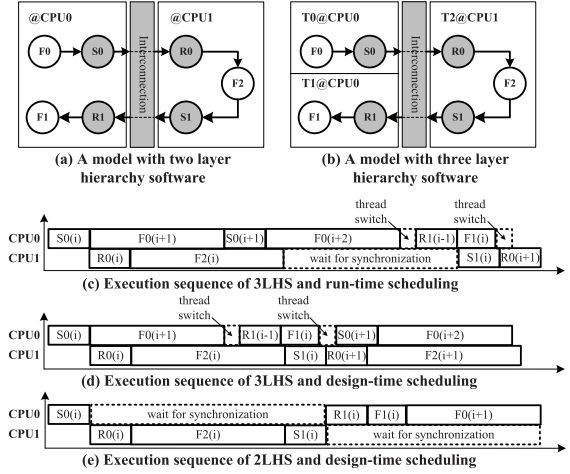 @CPU0
@CPU1
F0
S0
R0
F2
F1
R1
S1
Interconnection
(a) A model with two layer
hierarchy software
T0@CPU0
T2@CPU1
F0
S0
R0
F2
T1@CPU0
F1
R1
S1
Interconnection
(b) A model with three layer
hierarchy software
thread
switch
thread
switch
CPU0
S0(i)
F0(i+1)
S0(i+1)
F0(i+2)
R1(i-1)
F1(i)
CPU1
R0(i)
F2(i)
wait for synchronization
S1(i)
R0(i+1)
(c) Execution sequence of 3LHS and run-time scheduling
thread
switch
thread
switch
CPU0
S0(i)
F0(i+1)
R1(i-1)
F1(i)
S0(i+1)
F0(i+2)
CPU1
R0(i)
F2(i)
S1(i)
R0(i+1)
F2(i+1)
(d) Execution sequence of 3LHS and design-time scheduling
CPU0
S0(i)
wait for synchronization
R1(i)
F1(i)
F0(i+1)
CPU1
R0(i)
F2(i)
S1(i)
wait for synchronization
(e) Execution sequence of 2LHS and design-time scheduling